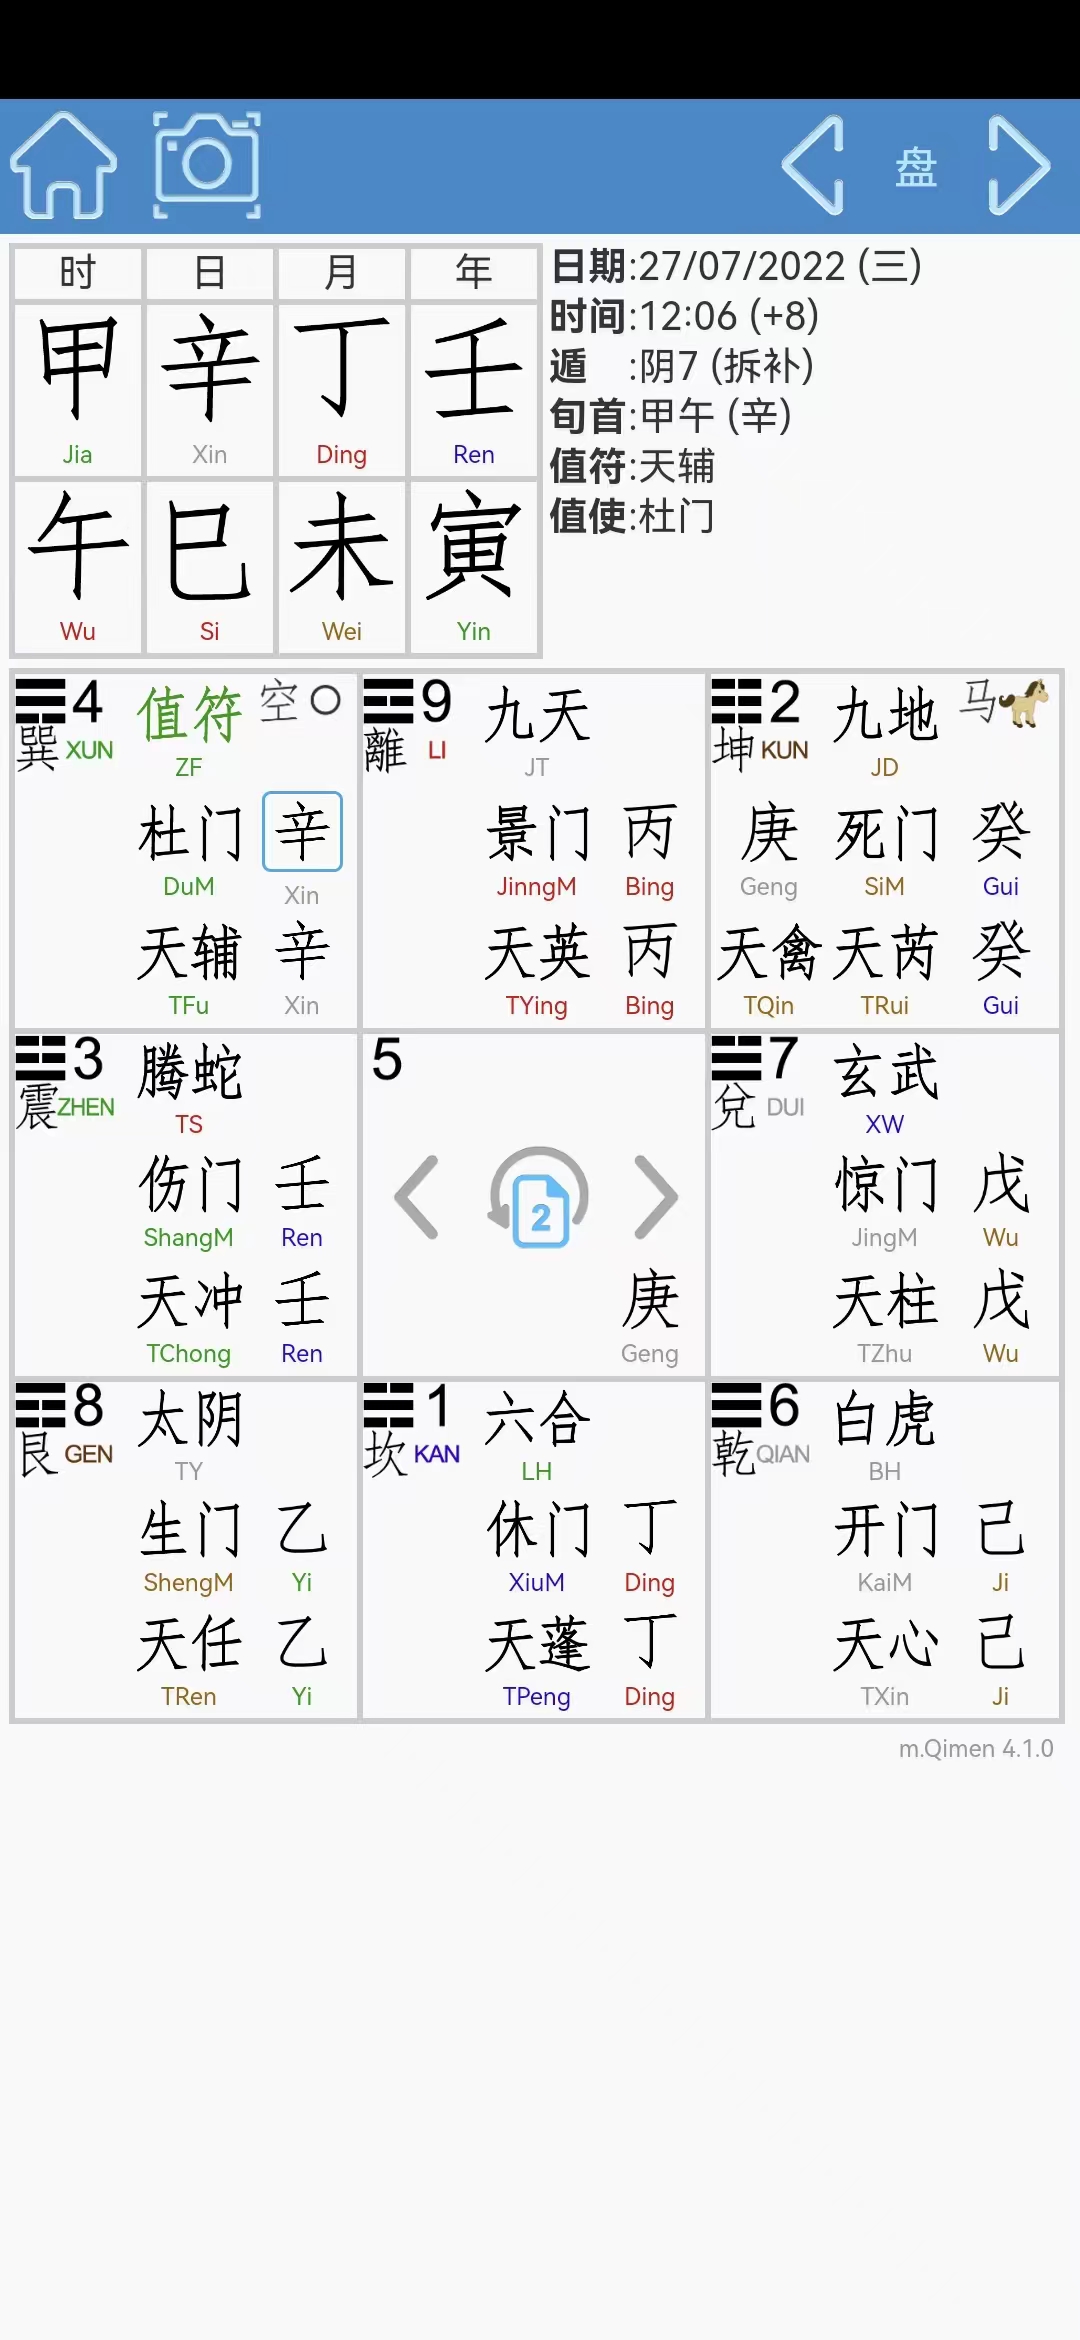 盘
时 日 月 年
甲 辛 丁 壬
Jia Xin Ding Ren
午 巳 未 寅
Wu Si Wei Yin
日期:27/07/2022 (三)
时间:12:06 (+8)
遁 :阴7 (拆补)
旬首:甲午 (辛)
值符:天辅
值使:杜门
4 值符 空
巽 XUN ZF
杜门 辛
DuM Xin
天辅 辛
TFu Xin
9 九天
離 LI JT
景门 丙
JinngM Bing
天英 丙
TYing Bing
2 九地 马
坤 KUN JD
庚 死门 癸
Geng SiM Gui
天禽 天芮 癸
TQin TRui Gui
3 腾蛇
震 ZHEN TS
伤门 壬
ShangM Ren
天冲 壬
TChong Ren
5
2
庚
Geng
7 玄武
兌 DUI XW
惊门 戊
JingM Wu
天柱 戊
TZhu Wu
8 太阴
艮 GEN TY
生门 乙
ShengM Yi
天任 乙
TRen Yi
1 六合
坎 KAN LH
休门 丁
XiuM Ding
天蓬 丁
TPeng Ding
6 白虎
乾 QIAN BH
开门 己
KaiM Ji
天心 己
TXin Ji
m.Qimen 4.1.0